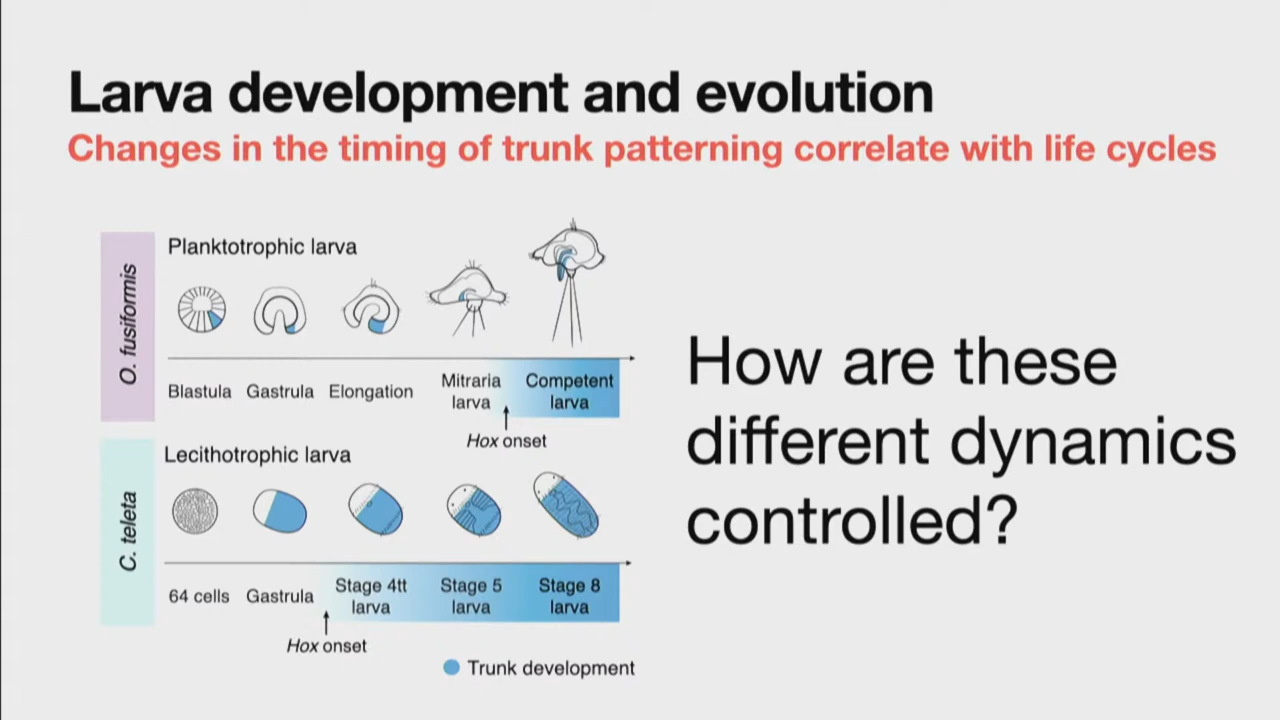 Larva development and evolution
Changes in the timing of trunk patterning correlate with life cycles
O. fusiformis
Planktotrophic larva
Blastula
Gastrula
Elongation
Mitraria
larva
Competent
larva
Hox onset
C. teleta
Lecithotrophic larva
64 cells
Gastrula
Stage 4tt
larva
Stage 5
larva
Stage 8
larva
Hox onset
Trunk development
How are these
different dynamics
controlled?